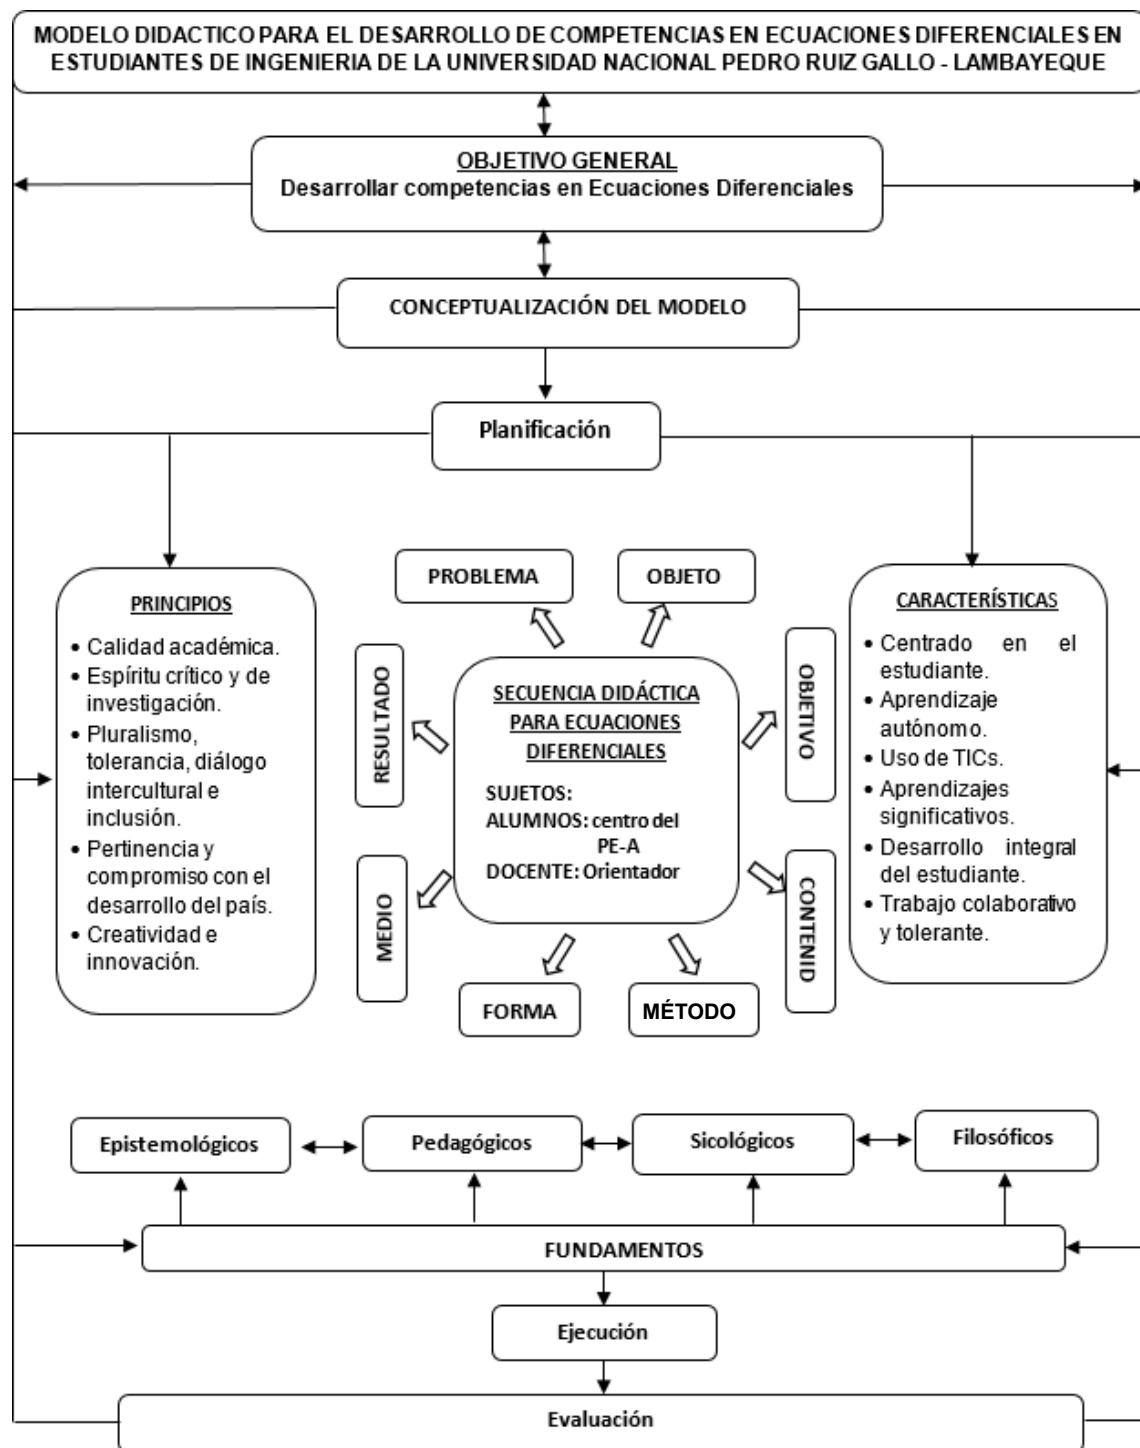 MODELO DIDACTICO PARA EL DESARROLLO DE COMPETENCIAS EN ECUACIONES DIFERENCIALES EN
ESTUDIANTES DE INGENIERIA DE LA UNIVERSIDAD NACIONAL PEDRO RUIZ GALLO - LAMBAYEQUE
OBJETIVO GENERAL
Desarrollar competencias en Ecuaciones Diferenciales
CONCEPTUALIZACIÓN DEL MODELO
Planificación
PRINCIPIOS
• Calidad académica.
• Espíritu crítico y de
investigación.
• Pluralismo,
tolerancia, diálogo
intercultural e
inclusión.
• Pertinencia y
compromiso con el
desarrollo del país.
• Creatividad e
innovación.
PROBLEMA
OBJETO
RESULTADO
OBJETIVO
SECUENCIA DIDÁCTICA
PARA ECUACIONES
DIFERENCIALES
SUJETOS:
ALUMNOS: centro del
PE-A
DOCENTE: Orientador
MEDIO
CONTENID
FORMA
MÉTODO
CARACTERÍSTICAS
• Centrado en el
estudiante.
• Aprendizaje
autónomo.
• Uso de TICs.
• Aprendizajes
significativos.
• Desarrollo integral
del estudiante.
• Trabajo colaborativo
y tolerante.
Epistemológicos
Pedagógicos
Sicológicos
Filosóficos
FUNDAMENTOS
Ejecución
Evaluación